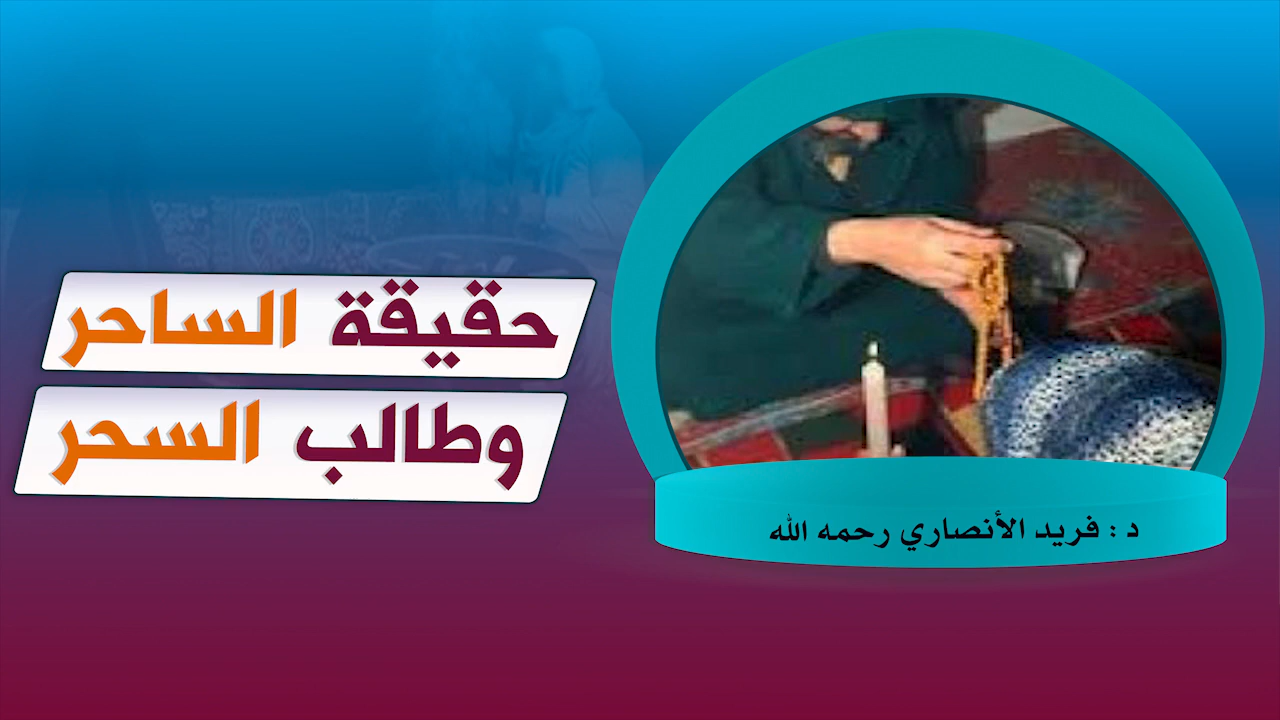 حقيقة الساحر
وطالب السحر
د : فريد الأنصاري رحمه الله